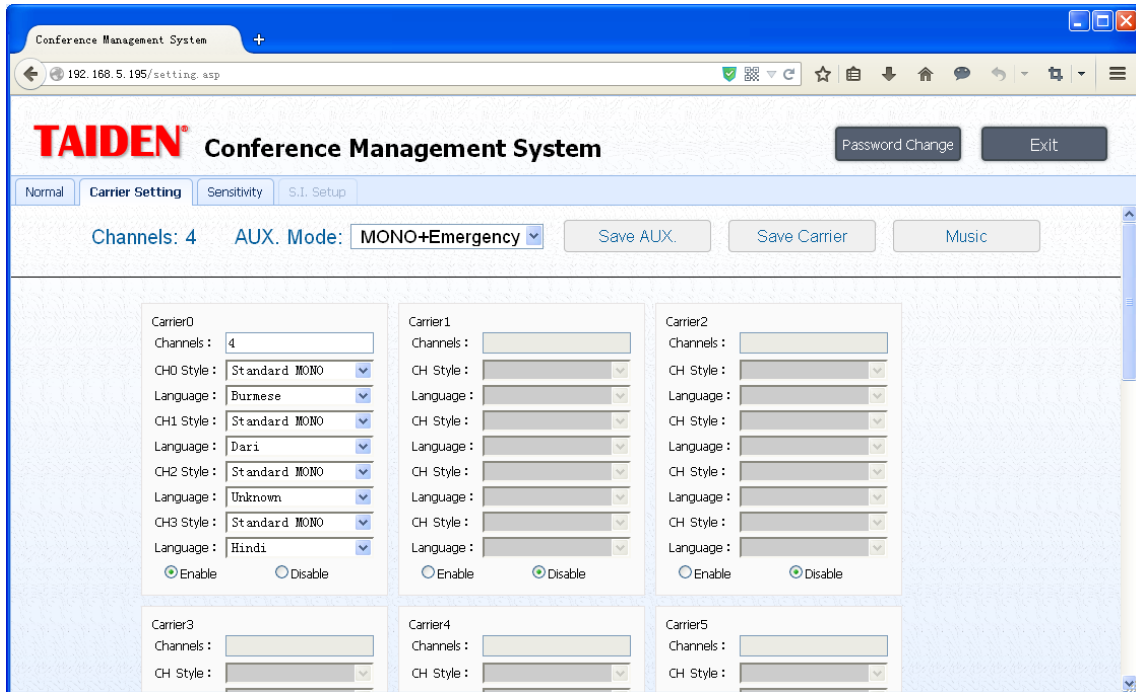 Conference Management System
192.168.5.195/setting.asp
TAIDEN® Conference Management System
Password Change
Exit
Normal
Carrier Setting
Sensitivity
S.I. Setup
Channels: 4
AUX. Mode: MONO+Emergency
Save AUX.
Save Carrier
Music
Carrier0
Channels: 4
CH0 Style: Standard MONO
Language: Burmese
CH1 Style: Standard MONO
Language: Dari
CH2 Style: Standard MONO
Language: Unknown
CH3 Style: Standard MONO
Language: Hindi
Enable Disable
Carrier1
Channels:
CH Style:
Language:
CH Style:
Language:
CH Style:
Language:
CH Style:
Language:
Enable Disable
Carrier2
Channels:
CH Style:
Language:
CH Style:
Language:
CH Style:
Language:
CH Style:
Language:
Enable Disable
Carrier3
Channels:
CH Style:
Carrier4
Channels:
CH Style:
Carrier5
Channels:
CH Style: